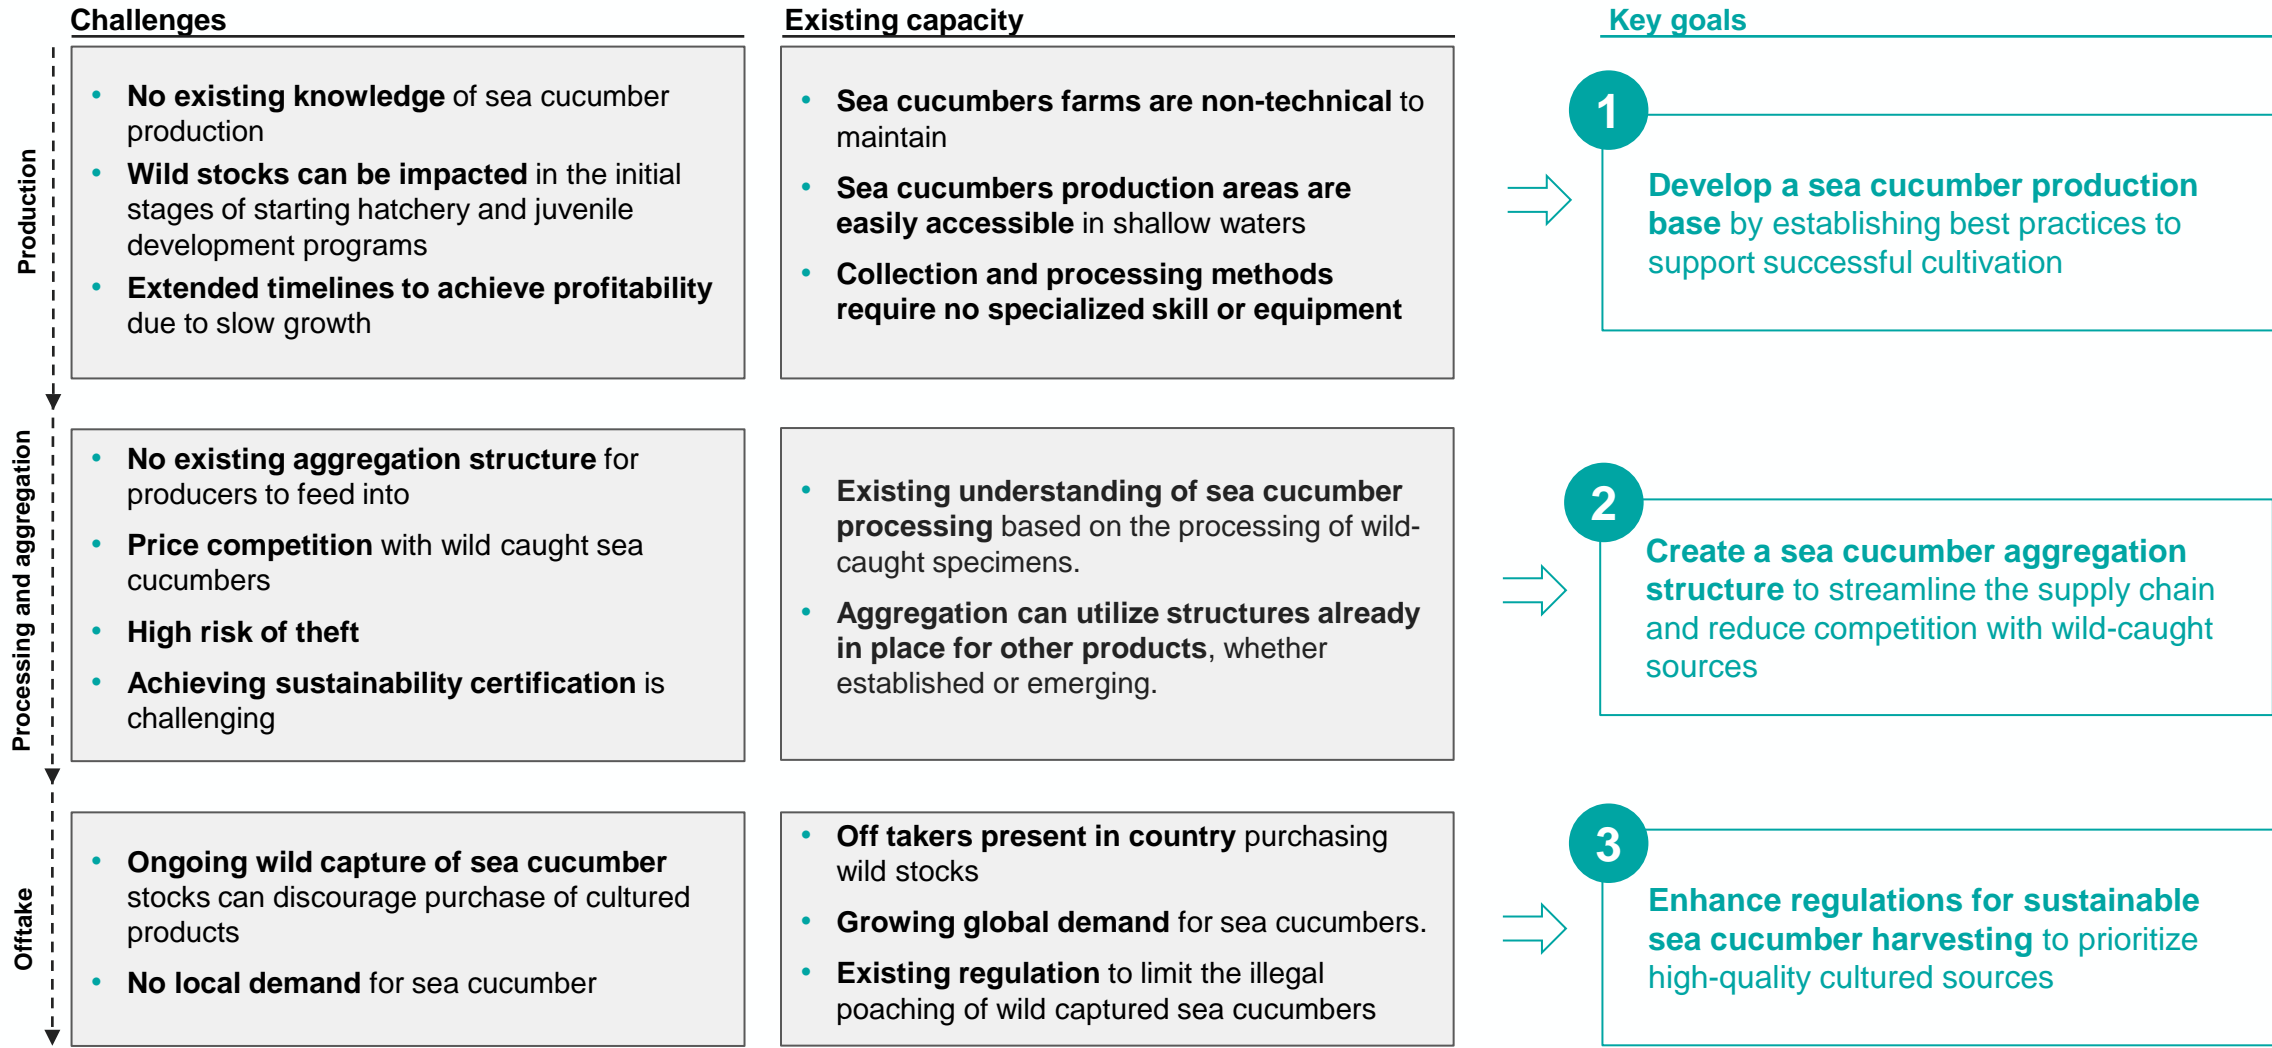 Challenges
Existing capacity
Key goals
Production
• No existing knowledge of sea cucumber
production
• Wild stocks can be impacted in the initial
stages of starting hatchery and juvenile
development programs
• Extended timelines to achieve profitability
due to slow growth
• Sea cucumbers farms are non-technical to
maintain
• Sea cucumbers production areas are
easily accessible in shallow waters
• Collection and processing methods
require no specialized skill or equipment
1
Develop a sea cucumber production
base by establishing best practices to
support successful cultivation
Processing and aggregation
• No existing aggregation structure for
producers to feed into
• Price competition with wild caught sea
cucumbers
• High risk of theft
• Achieving sustainability certification is
challenging
• Existing understanding of sea cucumber
processing based on the processing of wild-
caught specimens.
• Aggregation can utilize structures already
in place for other products, whether
established or emerging.
2
Create a sea cucumber aggregation
structure to streamline the supply chain
and reduce competition with wild-caught
sources
Offtake
• Ongoing wild capture of sea cucumber
stocks can discourage purchase of cultured
products
• No local demand for sea cucumber
• Off takers present in country purchasing
wild stocks
• Growing global demand for sea cucumbers.
• Existing regulation to limit the illegal
poaching of wild captured sea cucumbers
3
Enhance regulations for sustainable
sea cucumber harvesting to prioritize
high-quality cultured sources